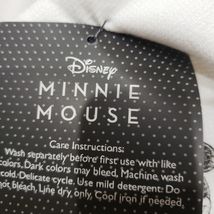 Disney
MINNIE
MOUSE
Care Instructions:
Wash separately before first use with like
colors. Dark colors may bleed, Machine, wash
cold. Delicate cycle. Use mild detergent. Do
not bleach, Line dry only, Cool iron if needed.